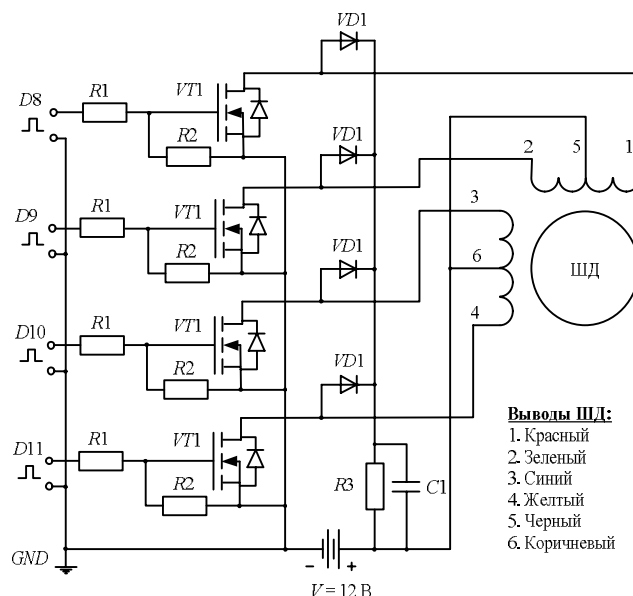 VD1
D8
R1
VT1
R2
VD1
2
5
1
D9
R1
VT1
R2
3
VD1
6
ШД
D10
R1
VT1
R2
4
VD1
D11
R1
VT1
R2
R3
C1
GND
- +
V = 12 В
Выводы ШД:
1. Красный
2. Зеленый
3. Синий
4. Желтый
5. Черный
6. Коричневый